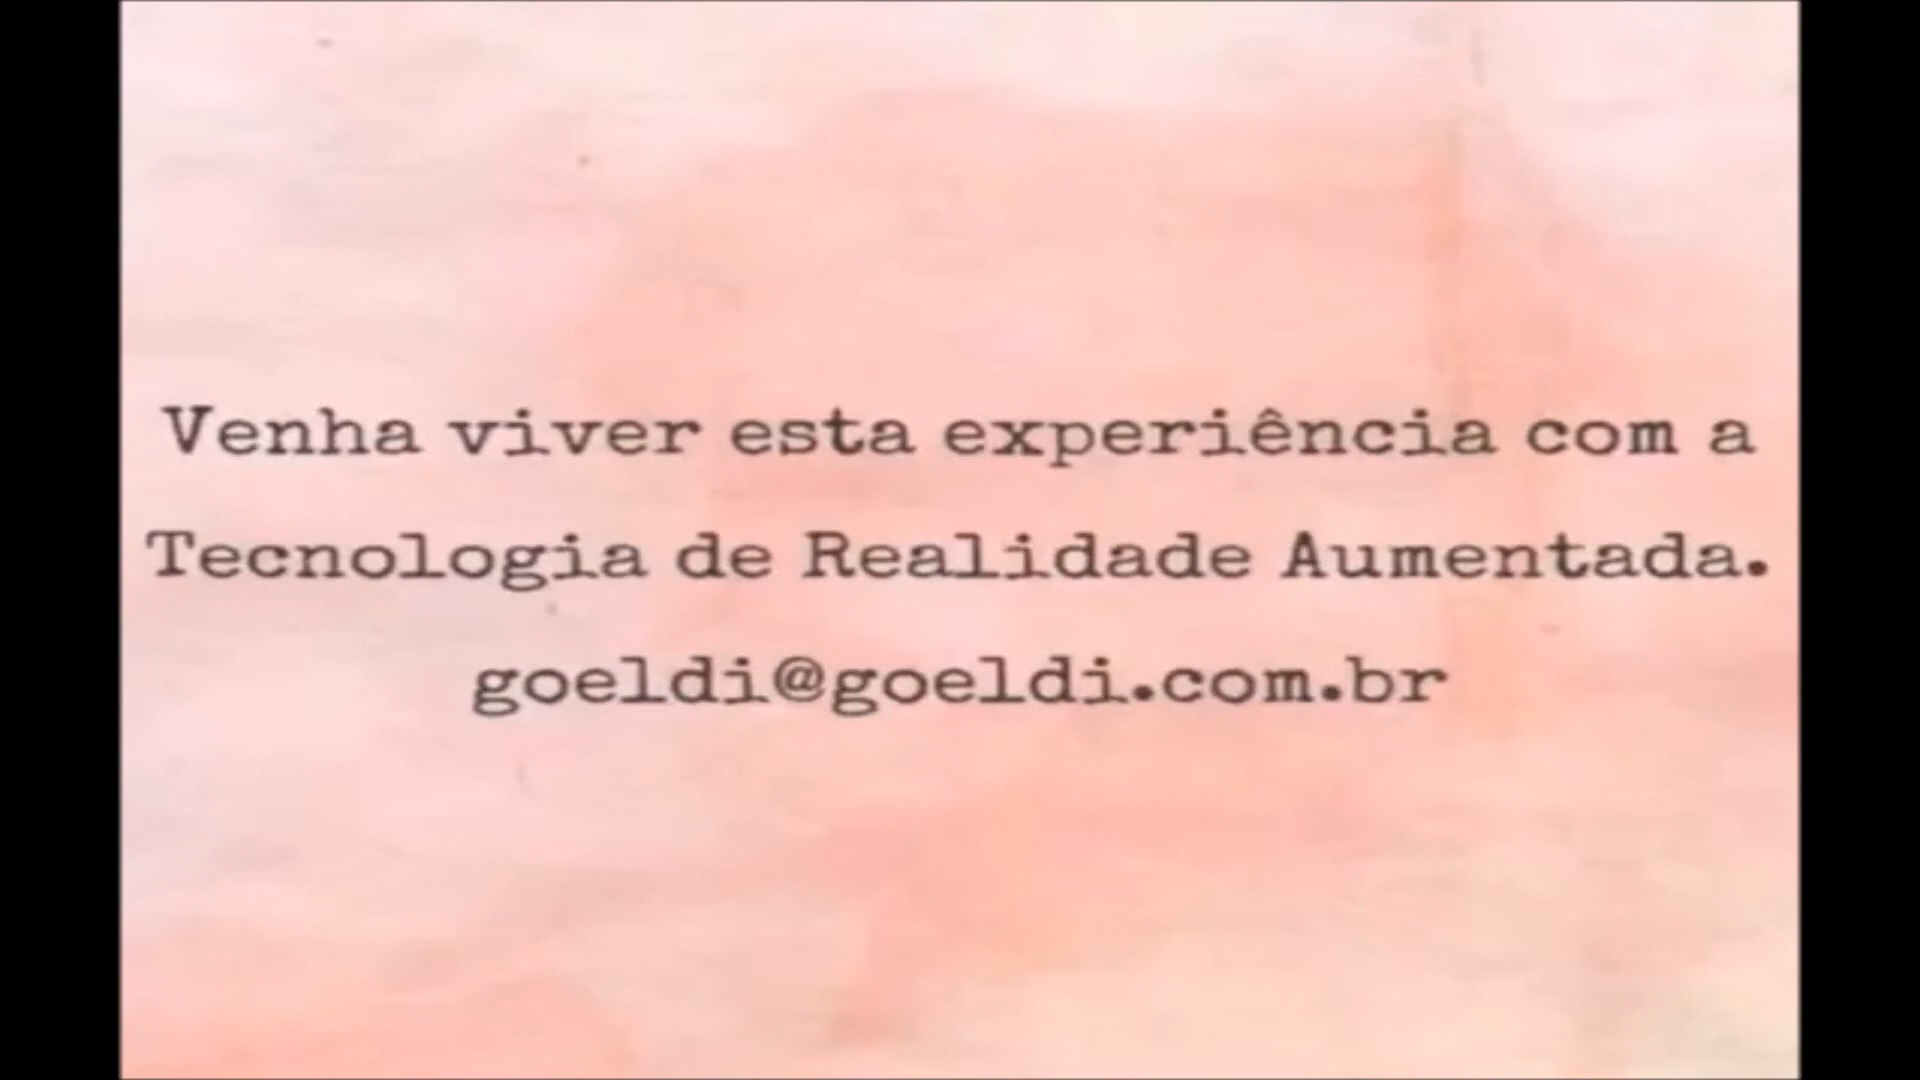 Venha viver esta experiência com a
Tecnologia de Realidade Aumentada.
goeldi@goeldi.com.br